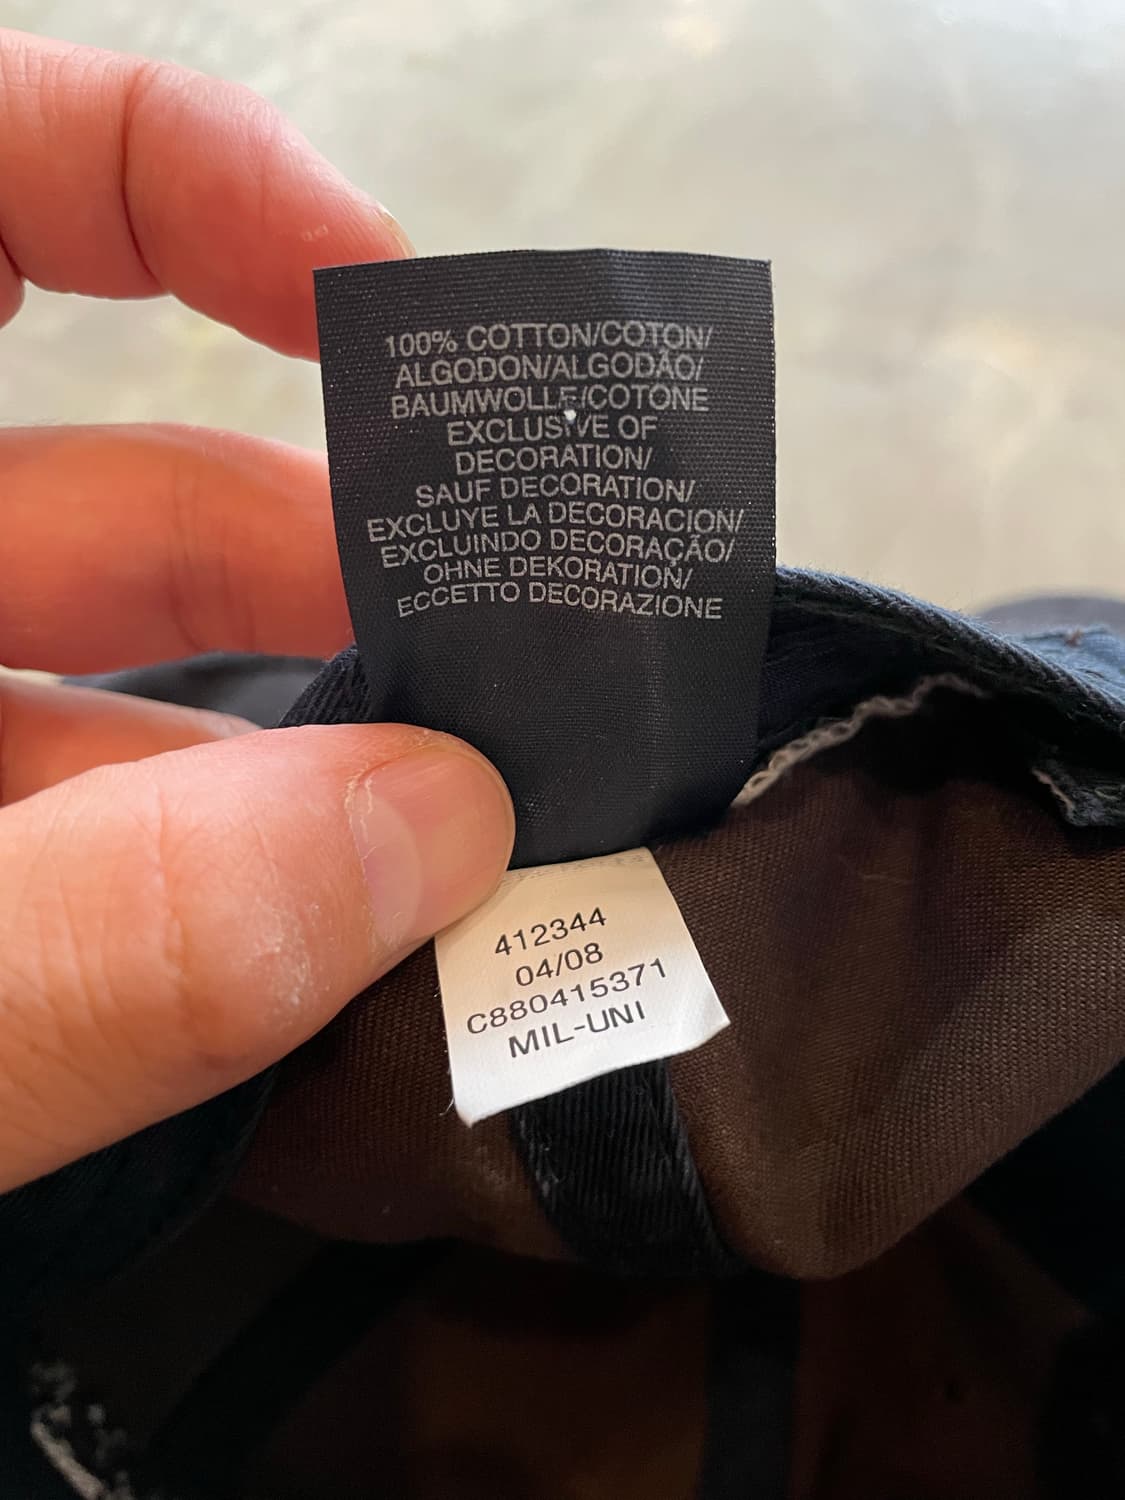 100% COTTON/COTON/
ALGODON/ALGODÃO/
BAUMWOLLE/COTONE
EXCLUSIVE OF
DECORATION/
SAUF DECORATION/
EXCLUYE LA DECORACION/
EXCLUINDO DECORAÇÃO/
OHNE DEKORATION/
ECCETTO DECORAZIONE
412344
04/08
C880415371
MIL-UNI